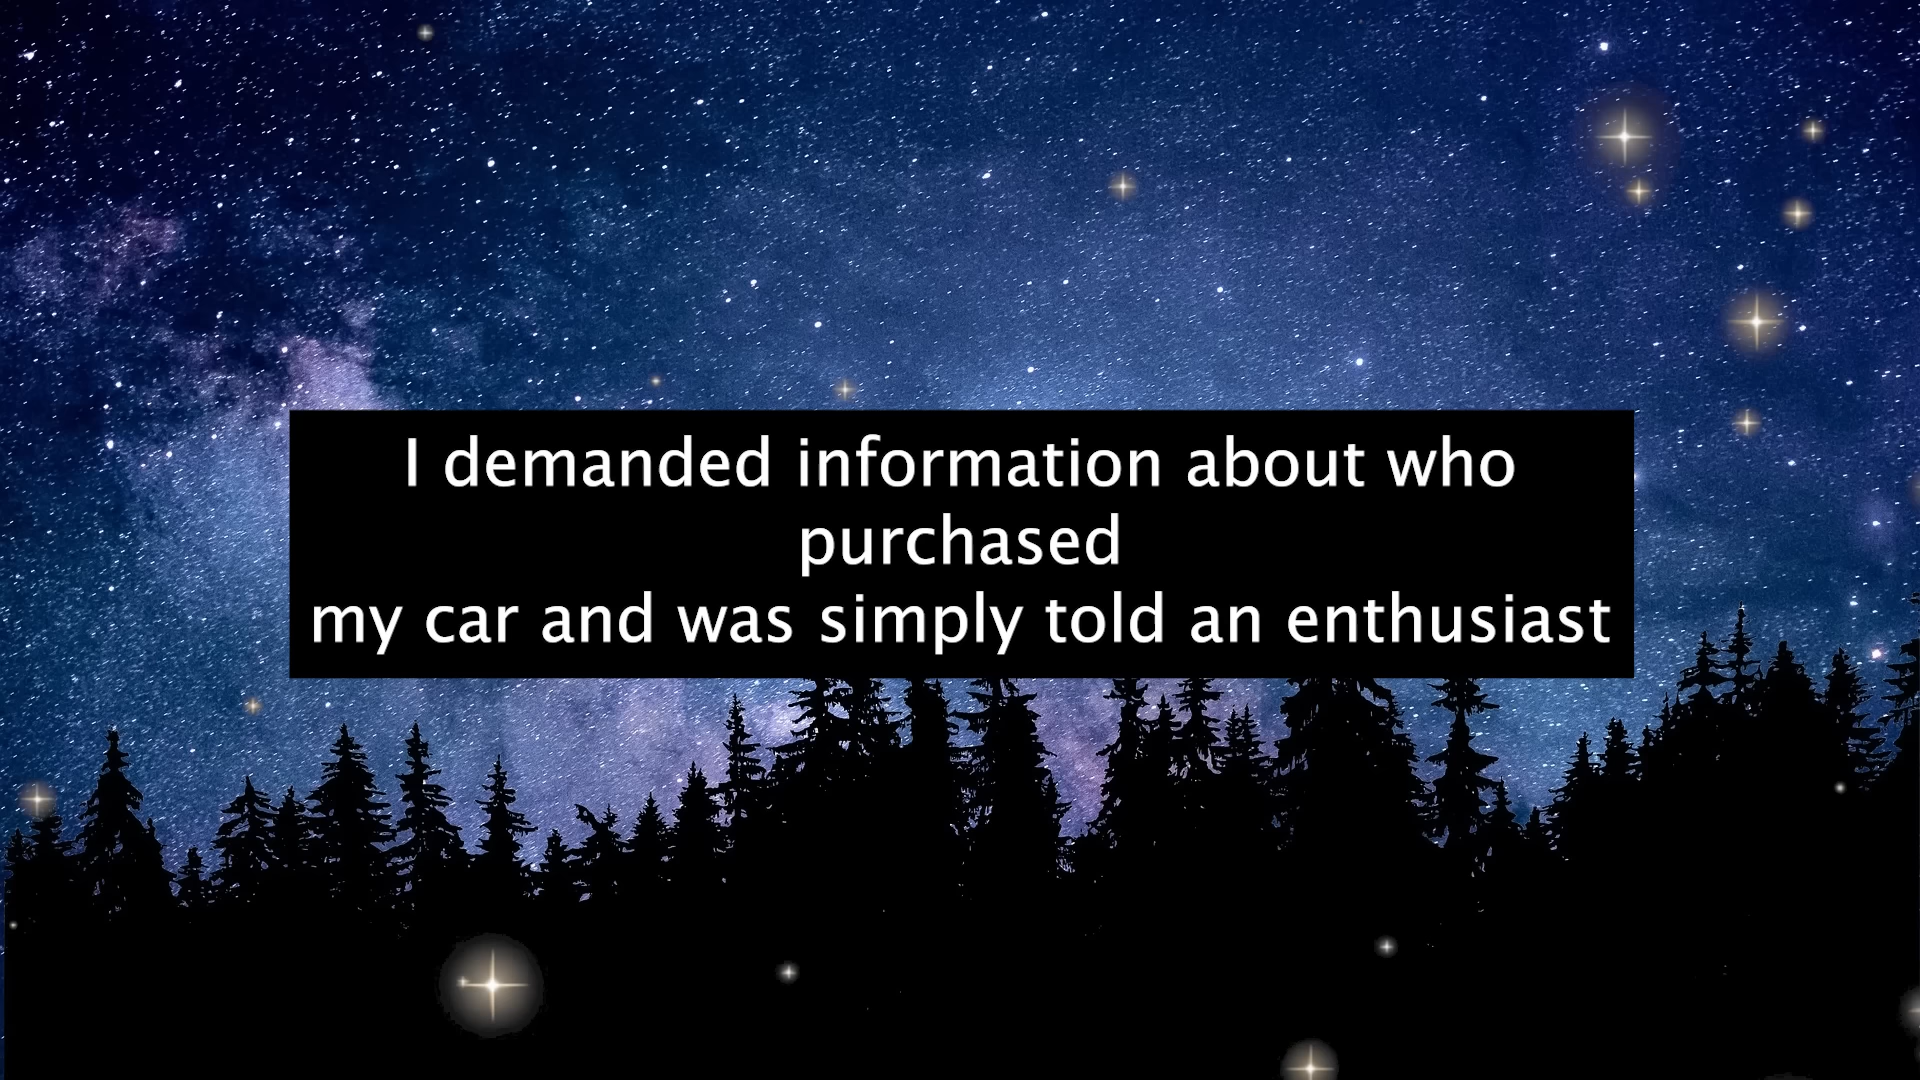 I demanded information about who
purchased
my car and was simply told an enthusiast